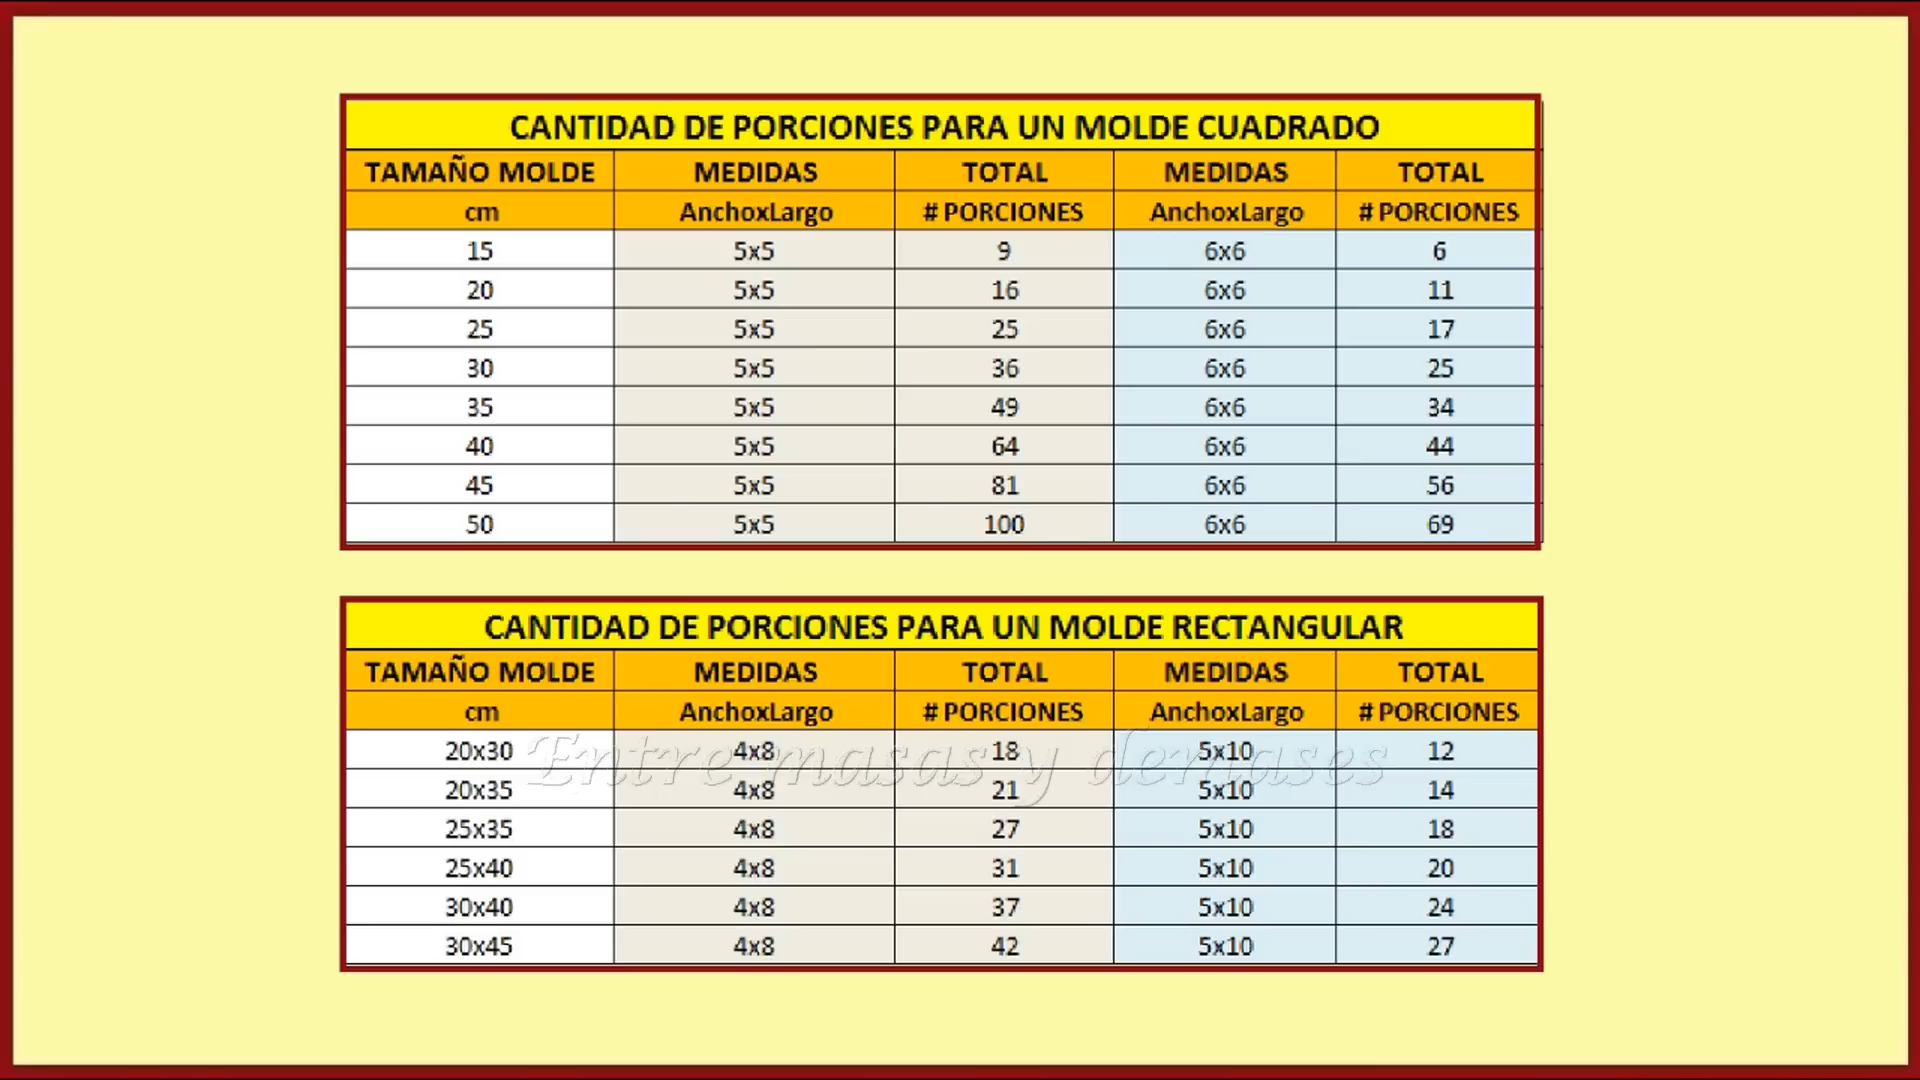 CANTIDAD DE PORCIONES PARA UN MOLDE CUADRADO
TAMAÑO MOLDE MEDIDAS TOTAL MEDIDAS TOTAL
cm AnchoxLargo # PORCIONES AnchoxLargo # PORCIONES
15 5x5 9 6x6 6
20 5x5 16 6x6 11
25 5x5 25 6x6 17
30 5x5 36 6x6 25
35 5x5 49 6x6 34
40 5x5 64 6x6 44
45 5x5 81 6x6 56
50 5x5 100 6x6 69
CANTIDAD DE PORCIONES PARA UN MOLDE RECTANGULAR
TAMAÑO MOLDE MEDIDAS TOTAL MEDIDAS TOTAL
cm AnchoxLargo # PORCIONES AnchoxLargo # PORCIONES
20x30 4x8 18 5x10 12
Entre masas y demases
20x35 4x8 21 5x10 14
25x35 4x8 27 5x10 18
25x40 4x8 31 5x10 20
30x40 4x8 37 5x10 24
30x45 4x8 42 5x10 27